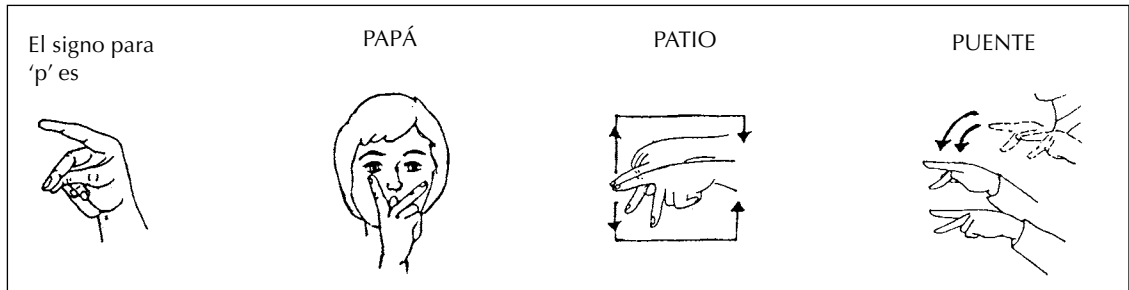 El signo para
‘p’ es
PAPÁ
PATIO
PUENTE